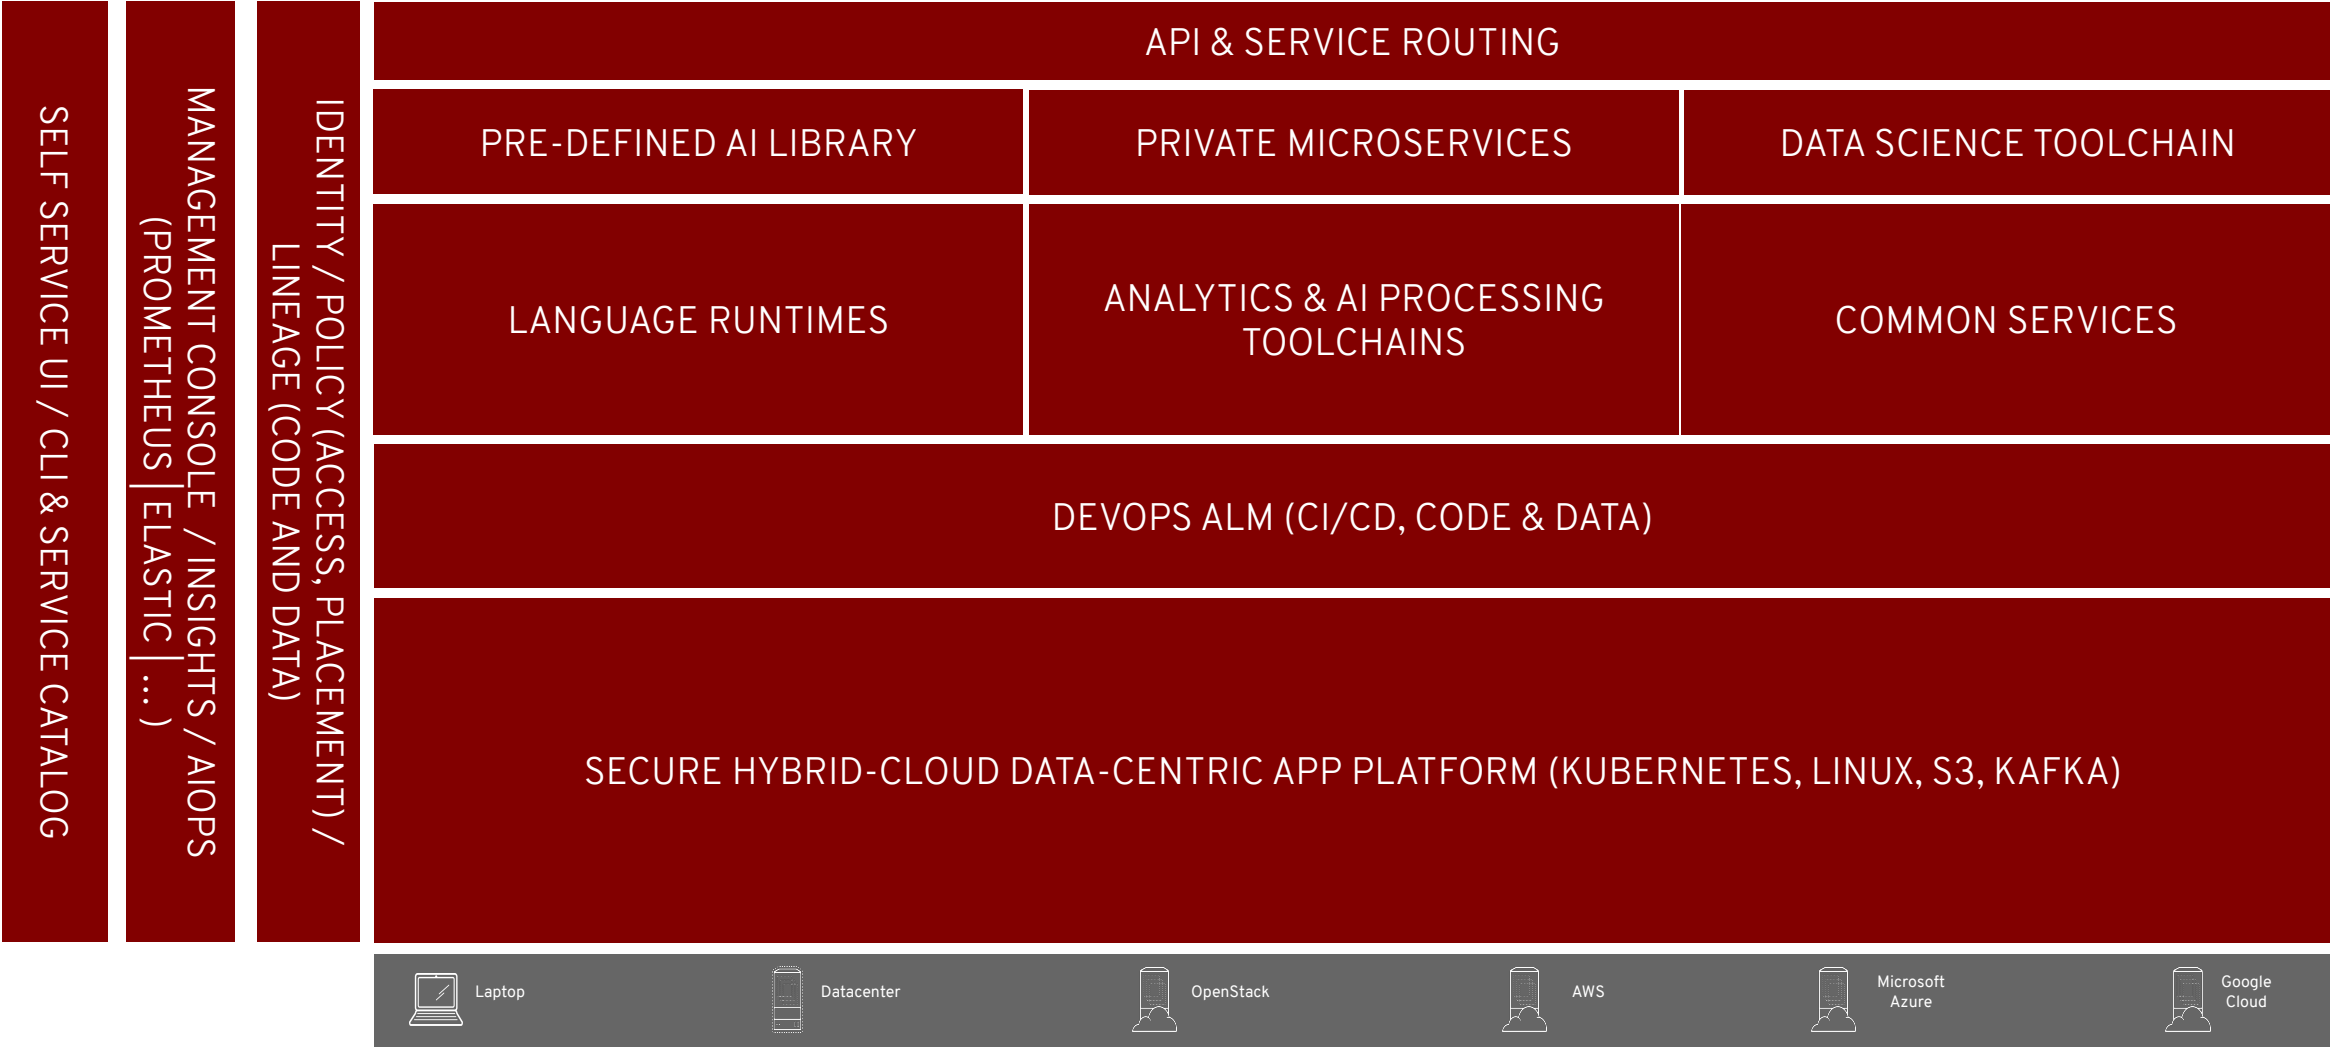 SELF SERVICE UI / CLI & SERVICE CATALOG
MANAGEMENT CONSOLE / INSIGHTS / AIOPS
(PROMETHEUS | ELASTIC | ... )
IDENTITY / POLICY (ACCESS, PLACEMENT) /
LINEAGE (CODE AND DATA)
API & SERVICE ROUTING
PRE-DEFINED AI LIBRARY
PRIVATE MICROSERVICES
DATA SCIENCE TOOLCHAIN
LANGUAGE RUNTIMES
ANALYTICS & AI PROCESSING
TOOLCHAINS
COMMON SERVICES
DEVOPS ALM (CI/CD, CODE & DATA)
SECURE HYBRID-CLOUD DATA-CENTRIC APP PLATFORM (KUBERNETES, LINUX, S3, KAFKA)
Laptop
Datacenter
OpenStack
AWS
Microsoft
Azure
Google
Cloud